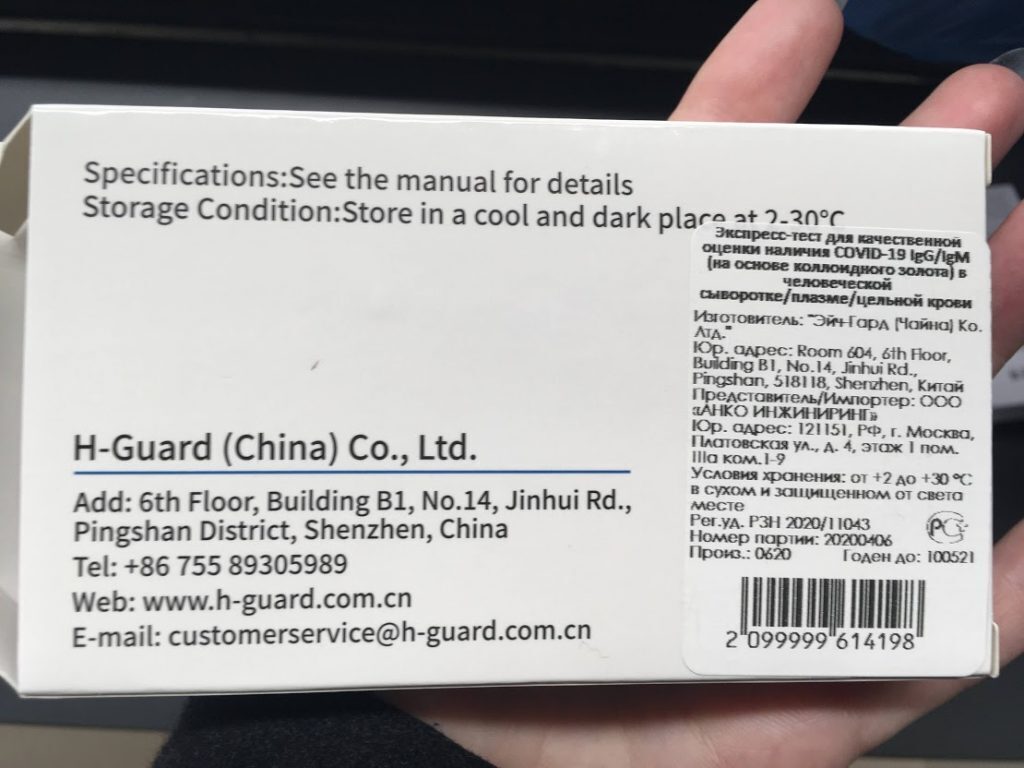 Specifications:See the manual for details
Storage Condition:Store in a cool and dark place at 2-30°C
Экспресс-тест для качественной
оценки наличия COVID-19 IgG/IgM
(на основе коллоидного золота) в
человеческой
сыворотке/плазме/цельной крови
Изготовитель: "Эйч-Гард (Чайна) Ко.
Лтд."
Юр. адрес: Room 604, 6th Floor,
Building B1, No.14, Jinhui Rd.,
Pingshan, 518118, Shenzhen, Китай
Представитель/Импортер: ООО
«АНКО ИНЖИНИРИНГ»
Юр. адрес: 121151, РФ, г. Москва,
Платовская ул., д. 4, этаж 1 пом.
IIIа ком.1-9
Условия хранения: от +2 до +30 °C
в сухом и защищенном от света
месте
Рег.уд. РЗН 2020/11043
Номер партии: 20200406
Произ.: 0620 Годен до: 100521
РСТ
2 099999 614198
H-Guard (China) Co., Ltd.
Add: 6th Floor, Building B1, No.14, Jinhui Rd.,
Pingshan District, Shenzhen, China
Tel: +86 755 89305989
Web: www.h-guard.com.cn
E-mail: customerservice@h-guard.com.cn